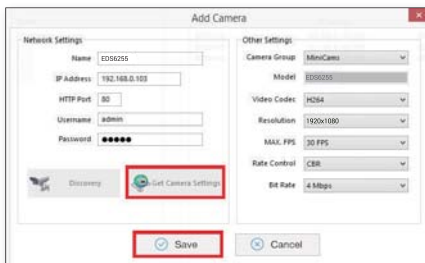 Add Camera
Network Settings
Name EDS6255
IP Address 192.168.0.103
HTTP Port 80
Username admin
Password ●●●●●
Discovery
Get Camera Settings
Other Settings
Camera Group MiniCams
Model EDS6255
Video Codec H264
Resolution 1920x1080
MAX. FPS 30 FPS
Rate Control CBR
Bit Rate 4 Mbps
Save
Cancel